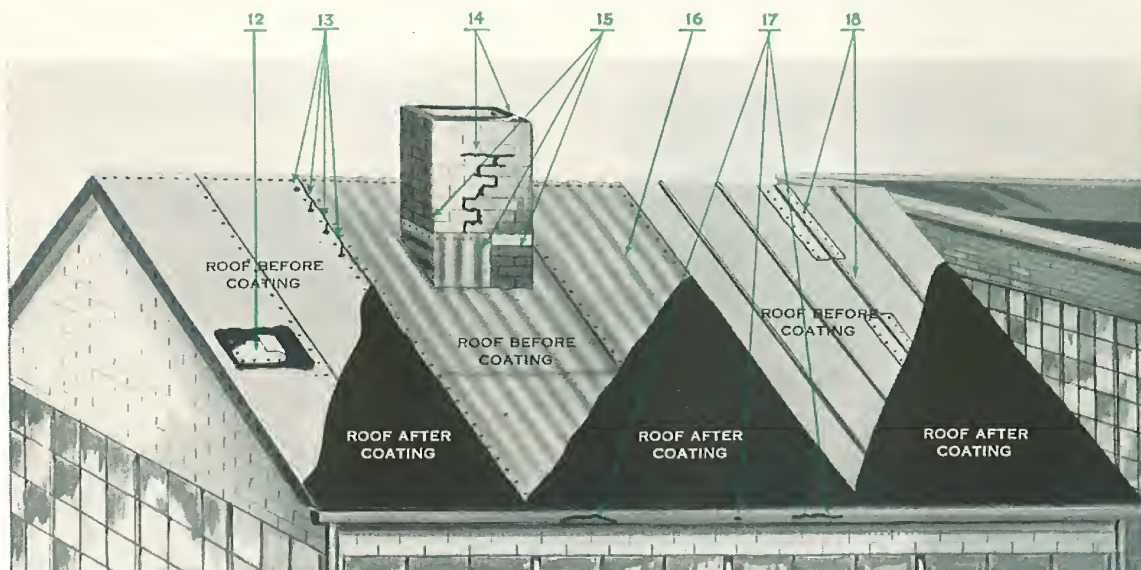 12 13 14 15 16 17 18
ROOF BEFORE
COATING
ROOF BEFORE
COATING
ROOF BEFORE
COATING
ROOF AFTER
COATING
ROOF AFTER
COATING
ROOF AFTER
COATING